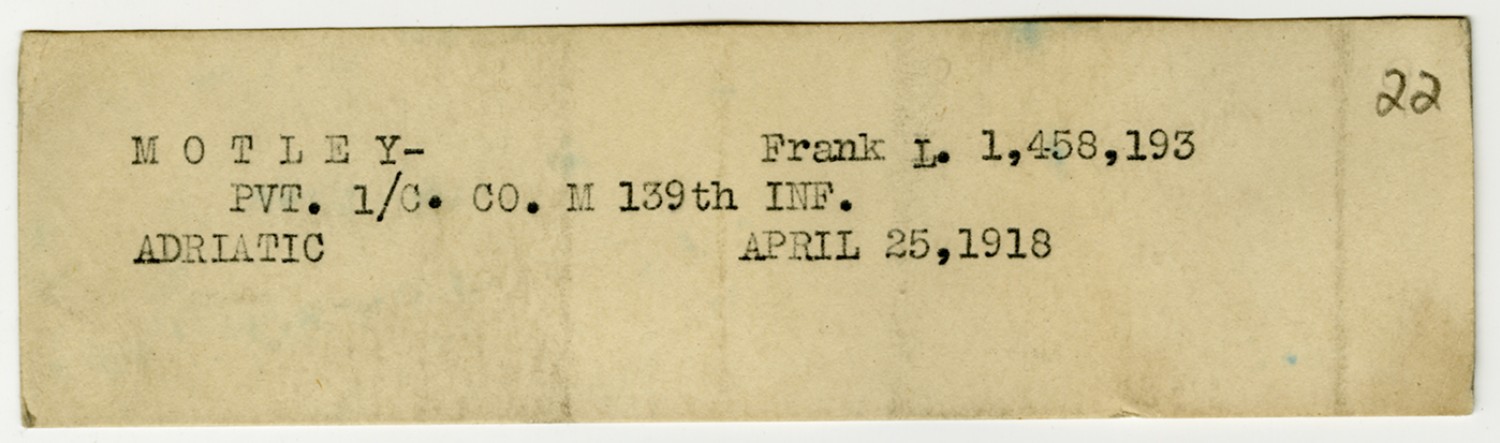 22
M O T L E Y- Frank L. 1,458,193
PVT. 1/C. CO. M 139th INF.
ADRIATIC APRIL 25,1918